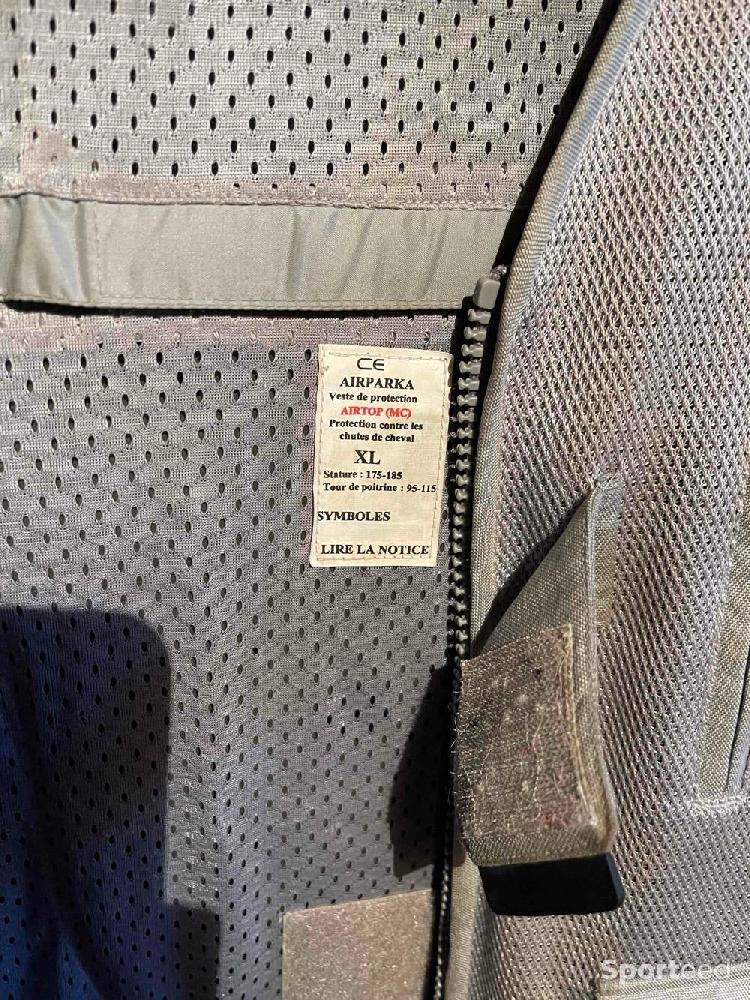 CE
AIRPARKA
Veste de protection
AIRTOP (MC)
Protection contre les
chutes de cheval
XL
Stature : 175-185
Tour de poitrine : 95-115
SYMBOLES
LIRE LA NOTICE
Sporteed